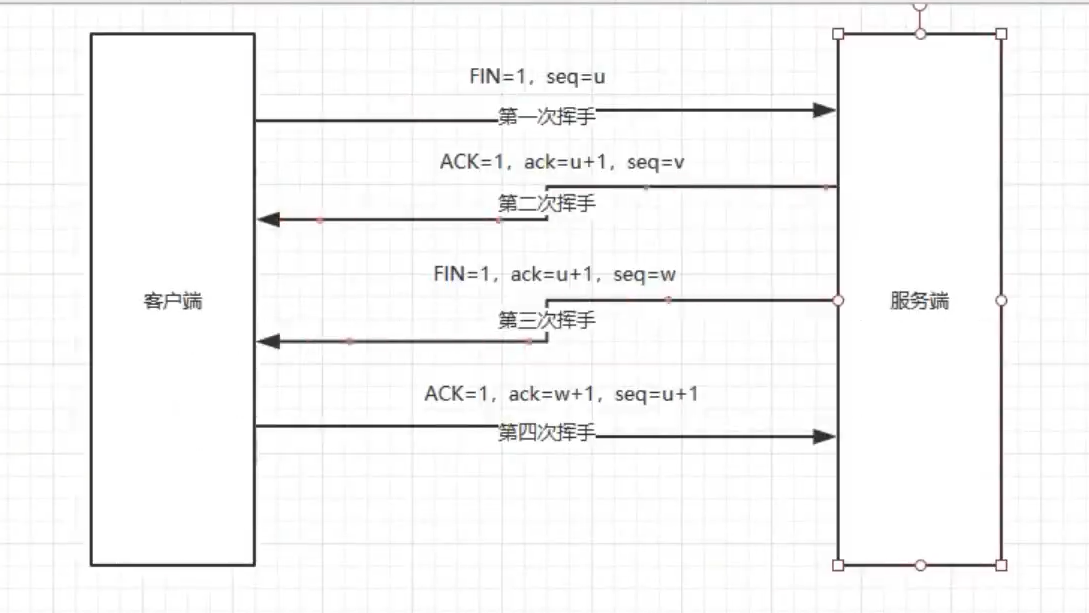 FIN=1，seq=u
第一次挥手
ACK=1，ack=u+1，seq=v
第二次挥手
FIN=1，ack=u+1，seq=w
客户端
服务端
第三次挥手
ACK=1，ack=w+1，seq=u+1
第四次挥手